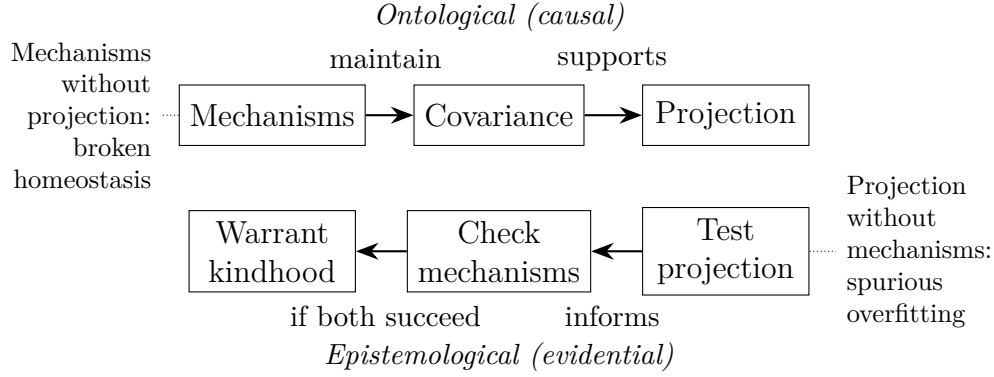 Ontological (causal)
Mechanisms
without
projection:
broken
homeostasis
maintain
supports
Mechanisms
Covariance
Projection
Warrant
kindhood
Check
mechanisms
Test
projection
Projection
without
mechanisms:
spurious
overfitting
if both succeed
informs
Epistemological (evidential)